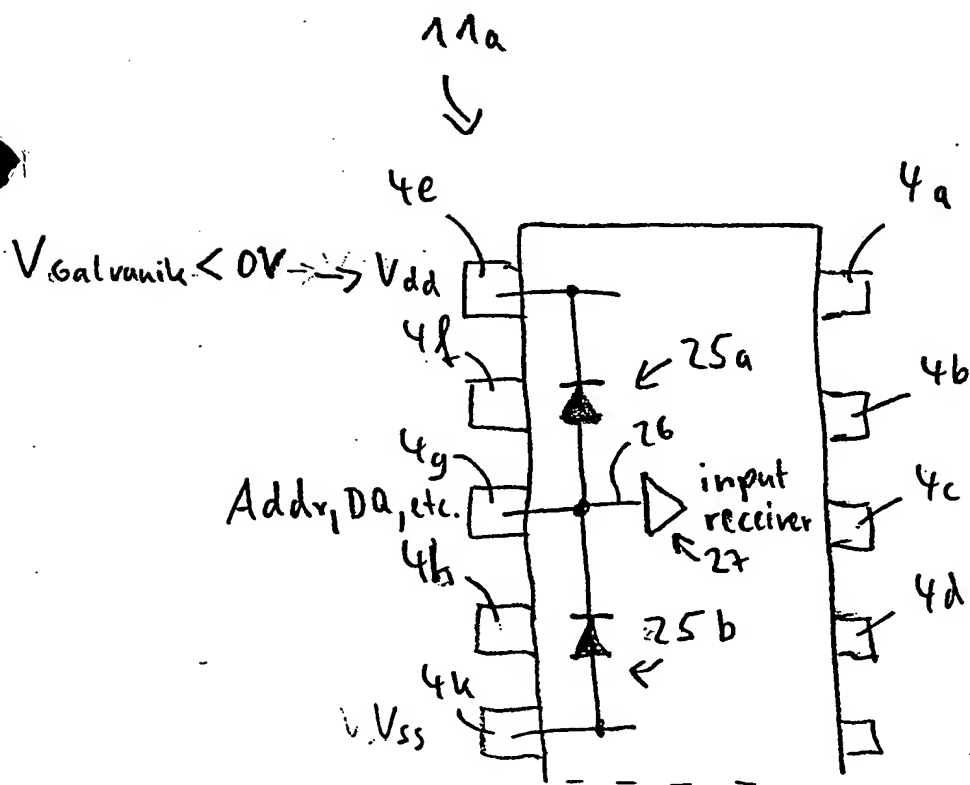 11a
4e
4a
V Galvanik < 0V → Vdd
4f
25a
4b
4g
26
Addr, DQ, etc.
input
receiver
4c
27
4h
25b
4d
4k
Vss